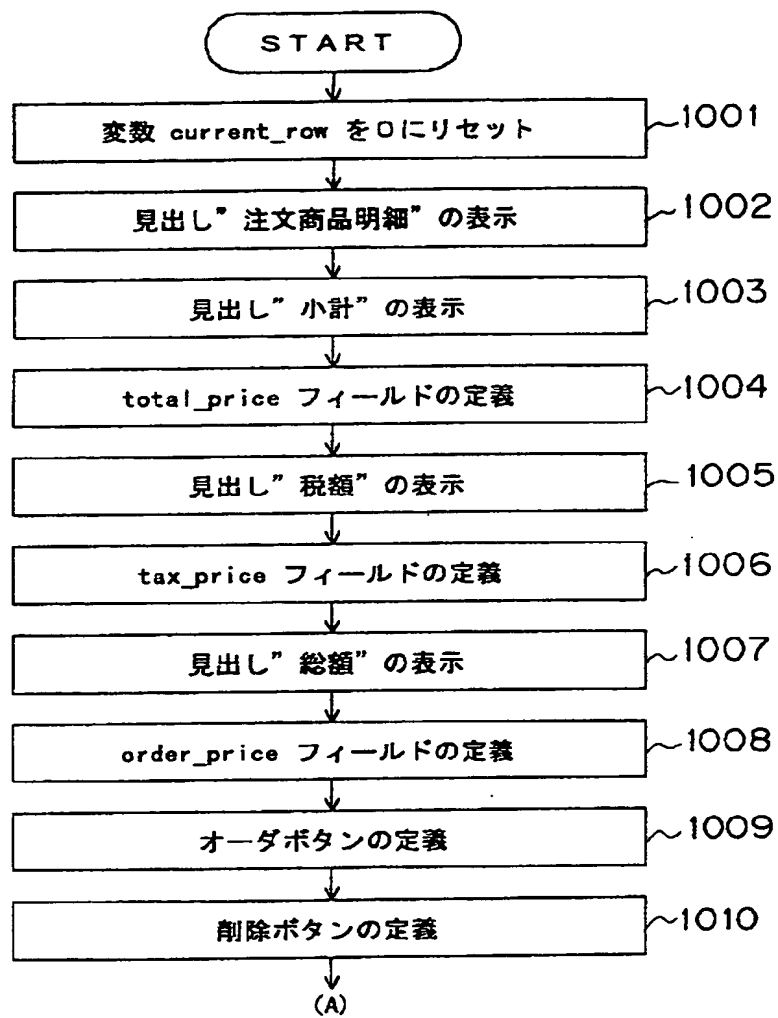 START
変数 current_row を0にリセット
1001
見出し”注文商品明細”の表示
1002
見出し”小計”の表示
1003
total_price フィールドの定義
1004
見出し”税額”の表示
1005
tax_price フィールドの定義
1006
見出し”総額”の表示
1007
order_price フィールドの定義
1008
オーダボタンの定義
1009
削除ボタンの定義
1010
(A)